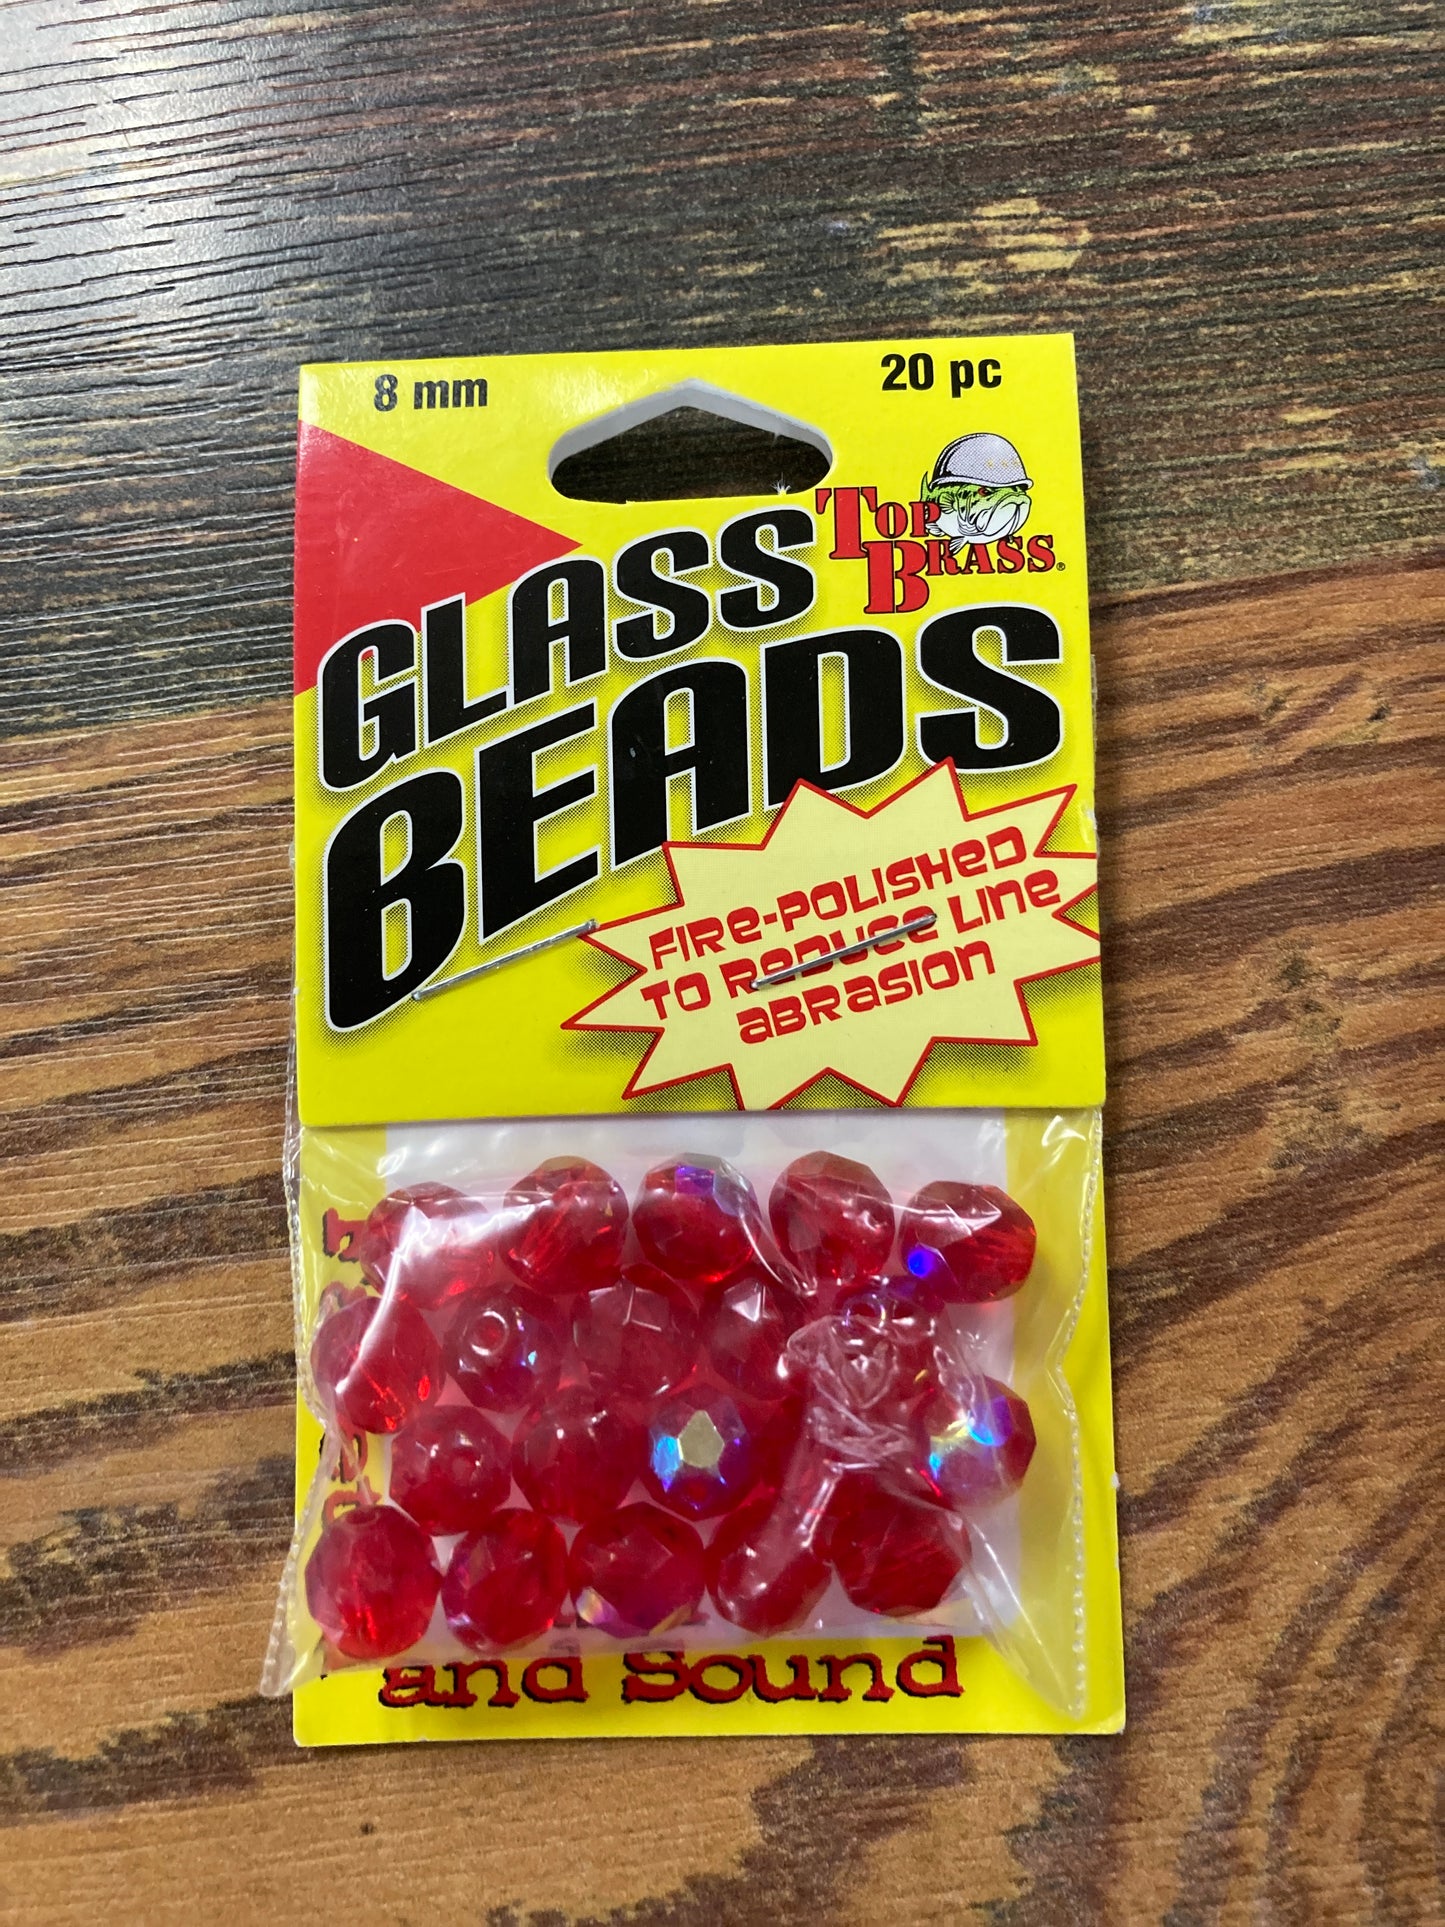 8 mm
20 pc
Top
Brass®
GLASS
BEADS
FIRE-POLISHED
TO REDUCE LINE
ABRASION
and Sound